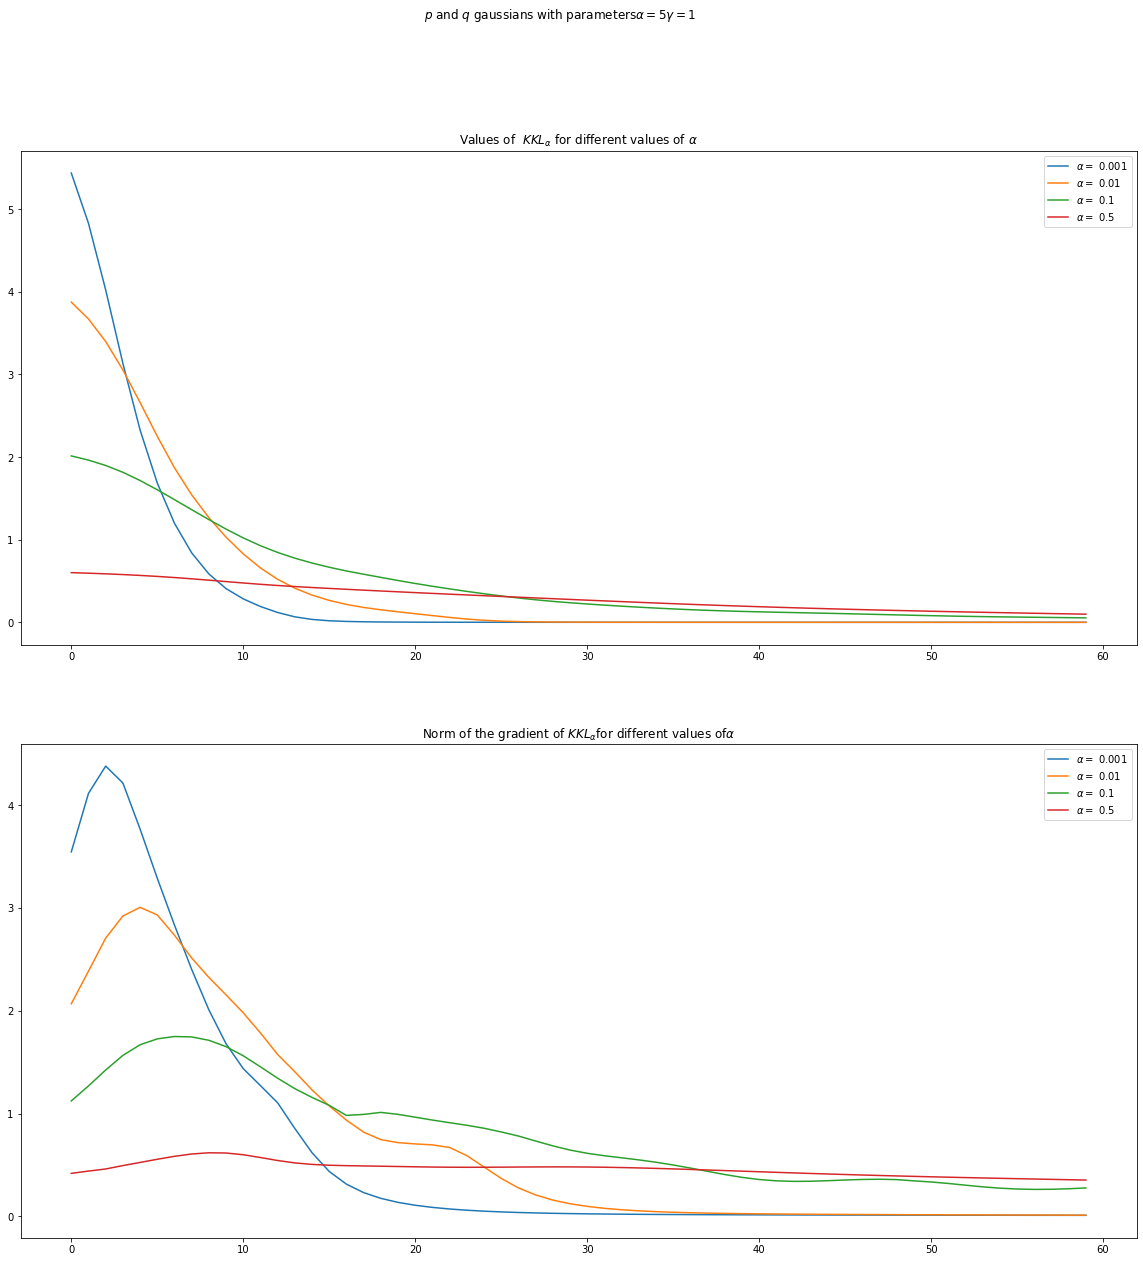 p and q gaussians with parametersα = 5γ = 1
Values of KKLα for different values of α
α = 0.001
α = 0.01
α = 0.1
α = 0.5
5
4
3
2
1
0
0 10 20 30 40 50 60
Norm of the gradient of KKLαfor different values ofα
α = 0.001
α = 0.01
α = 0.1
α = 0.5
4
3
2
1
0
0 10 20 30 40 50 60